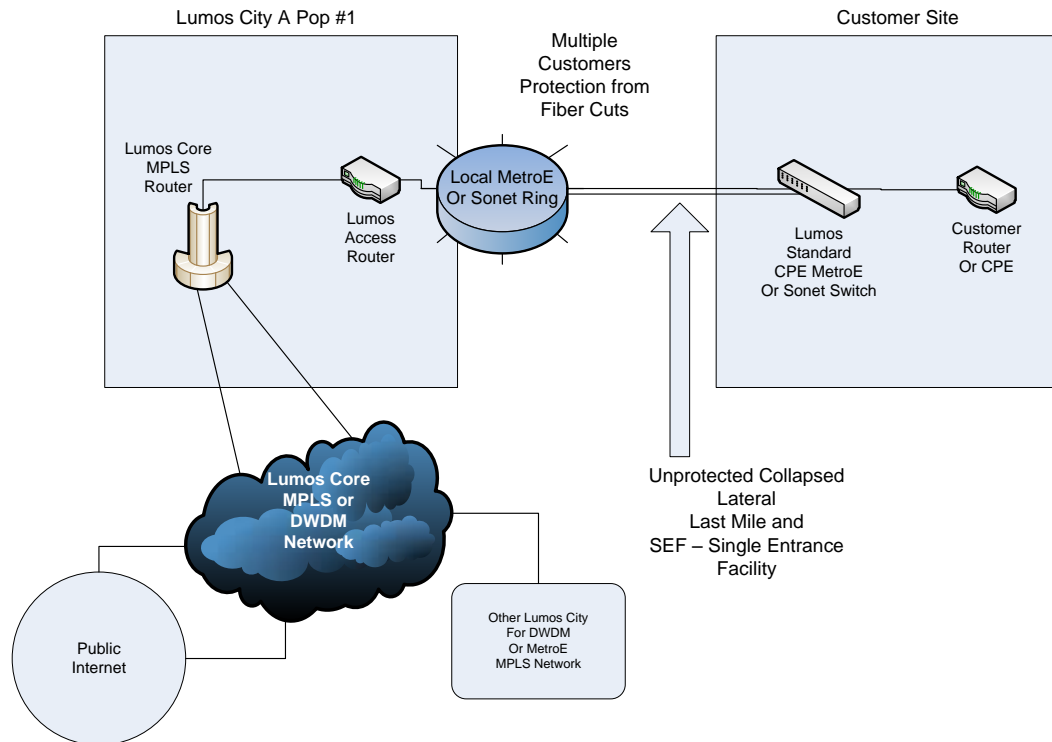 Lumos City A Pop #1
Customer Site
Multiple
Customers
Protection from
Fiber Cuts
Lumos Core
MPLS
Router
Lumos
Access
Router
Local MetroE
Or Sonet Ring
Lumos
Standard
CPE MetroE
Or Sonet Switch
Customer
Router
Or CPE
Unprotected Collapsed
Lateral
Last Mile and
SEF – Single Entrance
Facility
Lumos Core
MPLS or
DWDM
Network
Public
Internet
Other Lumos City
For DWDM
Or MetroE
MPLS Network